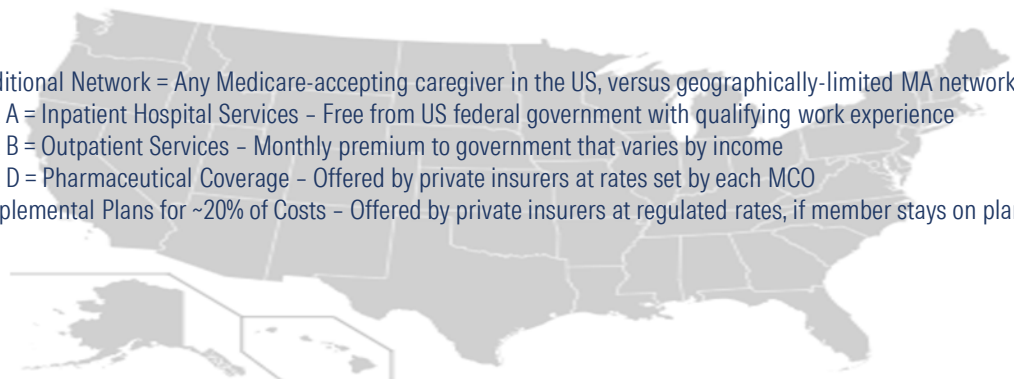 ditional Network = Any Medicare-accepting caregiver in the US, versus geographically-limited MA network
A = Inpatient Hospital Services – Free from US federal government with qualifying work experience
B = Outpatient Services – Monthly premium to government that varies by income
D = Pharmaceutical Coverage – Offered by private insurers at rates set by each MCO
plemental Plans for ~20% of Costs – Offered by private insurers at regulated rates, if member stays on plan